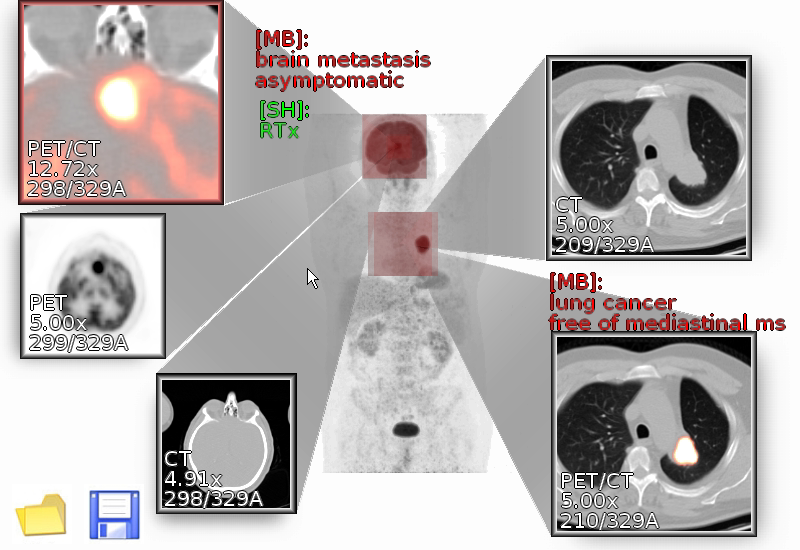 [MB]:
brain metastasis
asymptomatic
[SH]:
RTx
PET/CT
12.72x
298/329A
PET
5.00x
299/329A
CT
4.91x
298/329A
CT
5.00x
209/329A
[MB]:
lung cancer
free of mediastinal ms
PET/CT
5.00x
210/329A